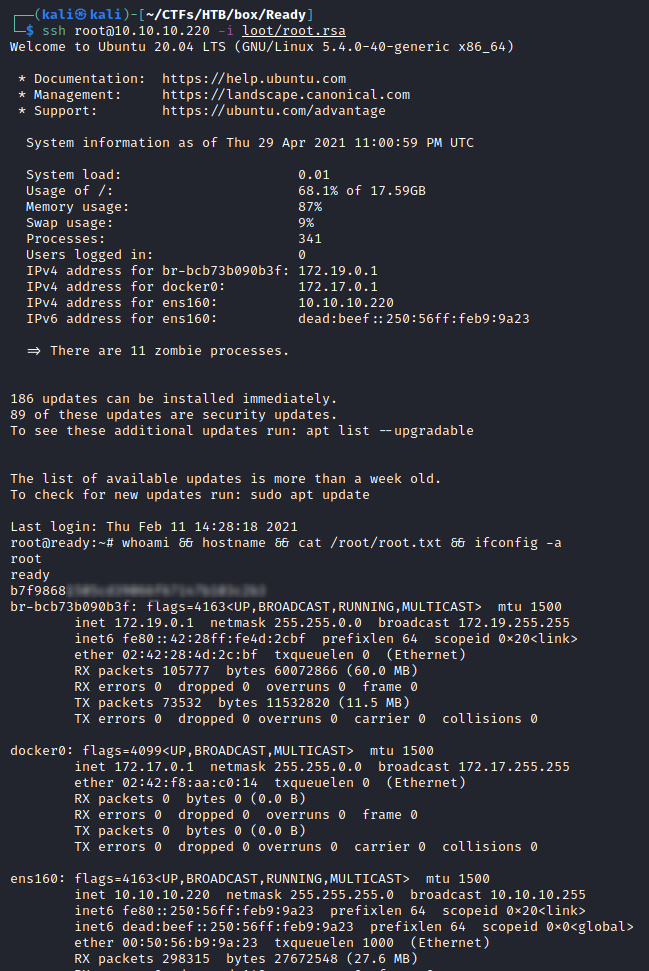 ┌──(kali㉿kali)-[~/CTFs/HTB/box/Ready]
└─$ ssh root@10.10.10.220 -i loot/root.rsa
Welcome to Ubuntu 20.04 LTS (GNU/Linux 5.4.0-40-generic x86_64)

 * Documentation:  https://help.ubuntu.com
 * Management:     https://landscape.canonical.com
 * Support:        https://ubuntu.com/advantage

  System information as of Thu 29 Apr 2021 11:00:59 PM UTC

  System load:                      0.01
  Usage of /:                       68.1% of 17.59GB
  Memory usage:                     87%
  Swap usage:                       9%
  Processes:                        341
  Users logged in:                  0
  IPv4 address for br-bcb73b090b3f: 172.19.0.1
  IPv4 address for docker0:         172.17.0.1
  IPv4 address for ens160:          10.10.10.220
  IPv6 address for ens160:          dead:beef::250:56ff:feb9:9a23

  => There are 11 zombie processes.

186 updates can be installed immediately.
89 of these updates are security updates.
To see these additional updates run: apt list --upgradable

The list of available updates is more than a week old.
To check for new updates run: sudo apt update

Last login: Thu Feb 11 14:28:18 2021
root@ready:~# whoami && hostname && cat /root/root.txt && ifconfig -a
root
ready
b7f9868
br-bcb73b090b3f: flags=4163<UP,BROADCAST,RUNNING,MULTICAST>  mtu 1500
        inet 172.19.0.1  netmask 255.255.0.0  broadcast 172.19.255.255
        inet6 fe80::42:28ff:fe4d:2cbf  prefixlen 64  scopeid 0x20<link>
        ether 02:42:28:4d:2c:bf  txqueuelen 0  (Ethernet)
        RX packets 105777  bytes 60072866 (60.0 MB)
        RX errors 0  dropped 0  overruns 0  frame 0
        TX packets 73532  bytes 11532820 (11.5 MB)
        TX errors 0  dropped 0 overruns 0  carrier 0  collisions 0

docker0: flags=4099<UP,BROADCAST,MULTICAST>  mtu 1500
        inet 172.17.0.1  netmask 255.255.0.0  broadcast 172.17.255.255
        ether 02:42:f8:aa:c0:14  txqueuelen 0  (Ethernet)
        RX packets 0  bytes 0 (0.0 B)
        RX errors 0  dropped 0  overruns 0  frame 0
        TX packets 0  bytes 0 (0.0 B)
        TX errors 0  dropped 0 overruns 0  carrier 0  collisions 0

ens160: flags=4163<UP,BROADCAST,RUNNING,MULTICAST>  mtu 1500
        inet 10.10.10.220  netmask 255.255.255.0  broadcast 10.10.10.255
        inet6 fe80::250:56ff:feb9:9a23  prefixlen 64  scopeid 0x20<link>
        inet6 dead:beef::250:56ff:feb9:9a23  prefixlen 64  scopeid 0x0<global>
        ether 00:50:56:b9:9a:23  txqueuelen 1000  (Ethernet)
        RX packets 298315  bytes 27672548 (27.6 MB)